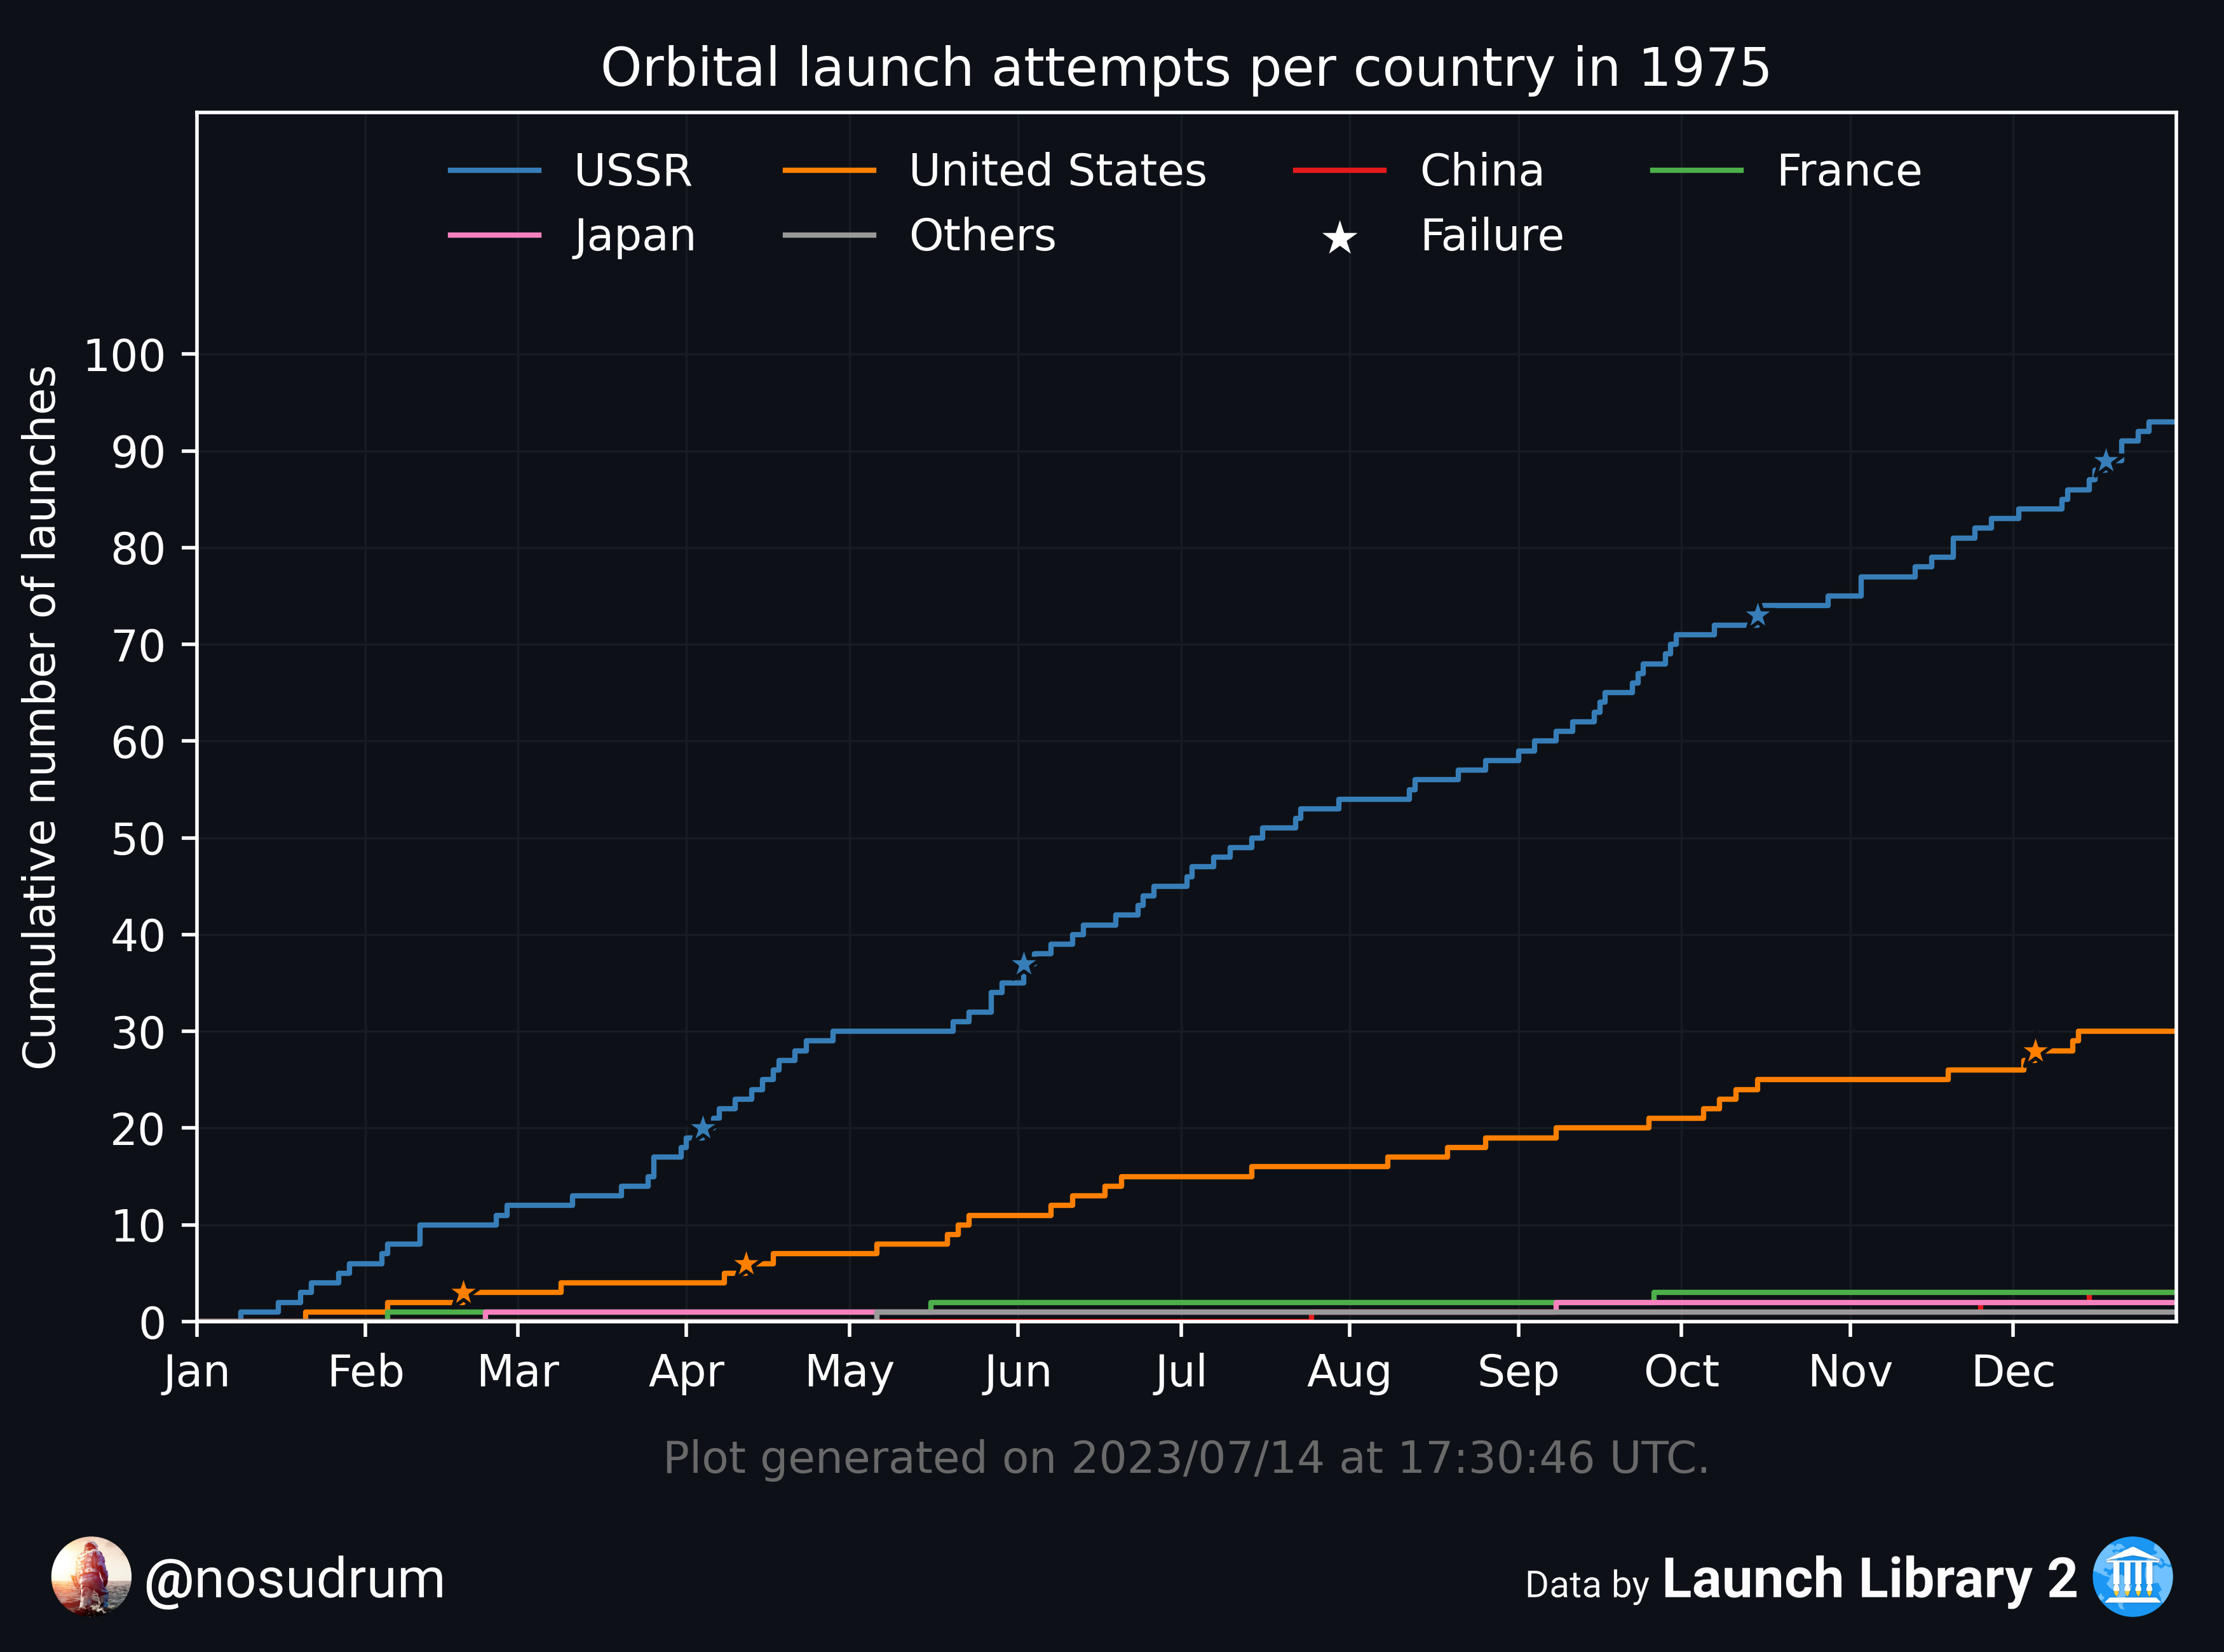 Orbital launch attempts per country in 1975
USSR United States China France
Japan Others Failure
Cumulative number of launches
100
90
80
70
60
50
40
30
20
10
0
Jan Feb Mar Apr May Jun Jul Aug Sep Oct Nov Dec
Plot generated on 2023/07/14 at 17:30:46 UTC.
@nosudrum
Data by Launch Library 2